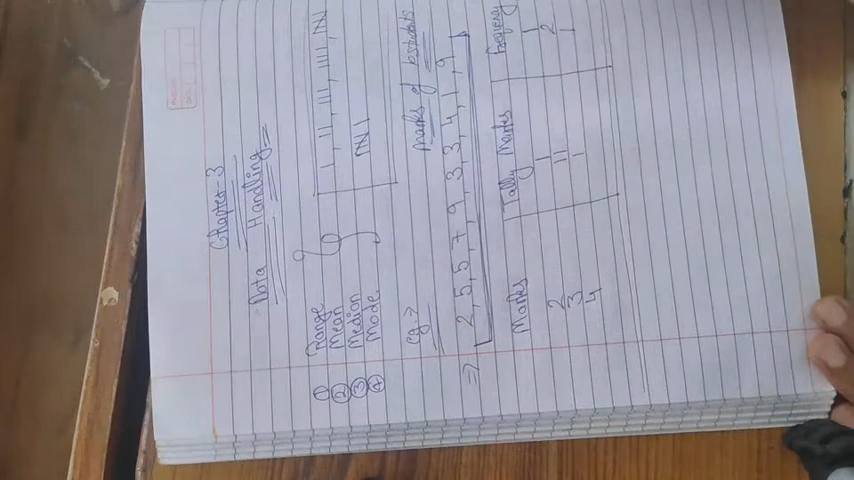 Chapter-3
Data Handling
① Range
② Mean
③ Median
④ Mode
eg→
Marks of students
⇒ 2, 5, 5, 7, 9, 3, 3, 4, 1, 9
Marks Tally Marks Frequency
2 | 1
3 || 2
4 | 1